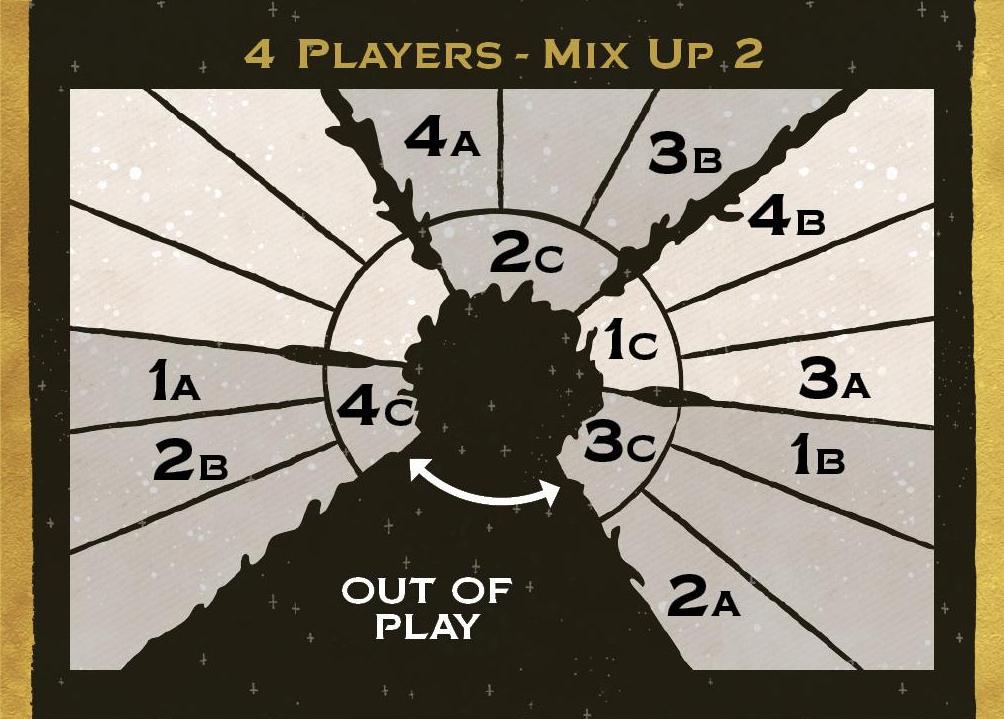 4 PLAYERS - MIX UP 2
4A
3B
4B
2C
1C
1A
4C
3A
3C
2B
1B
OUT OF
PLAY
2A